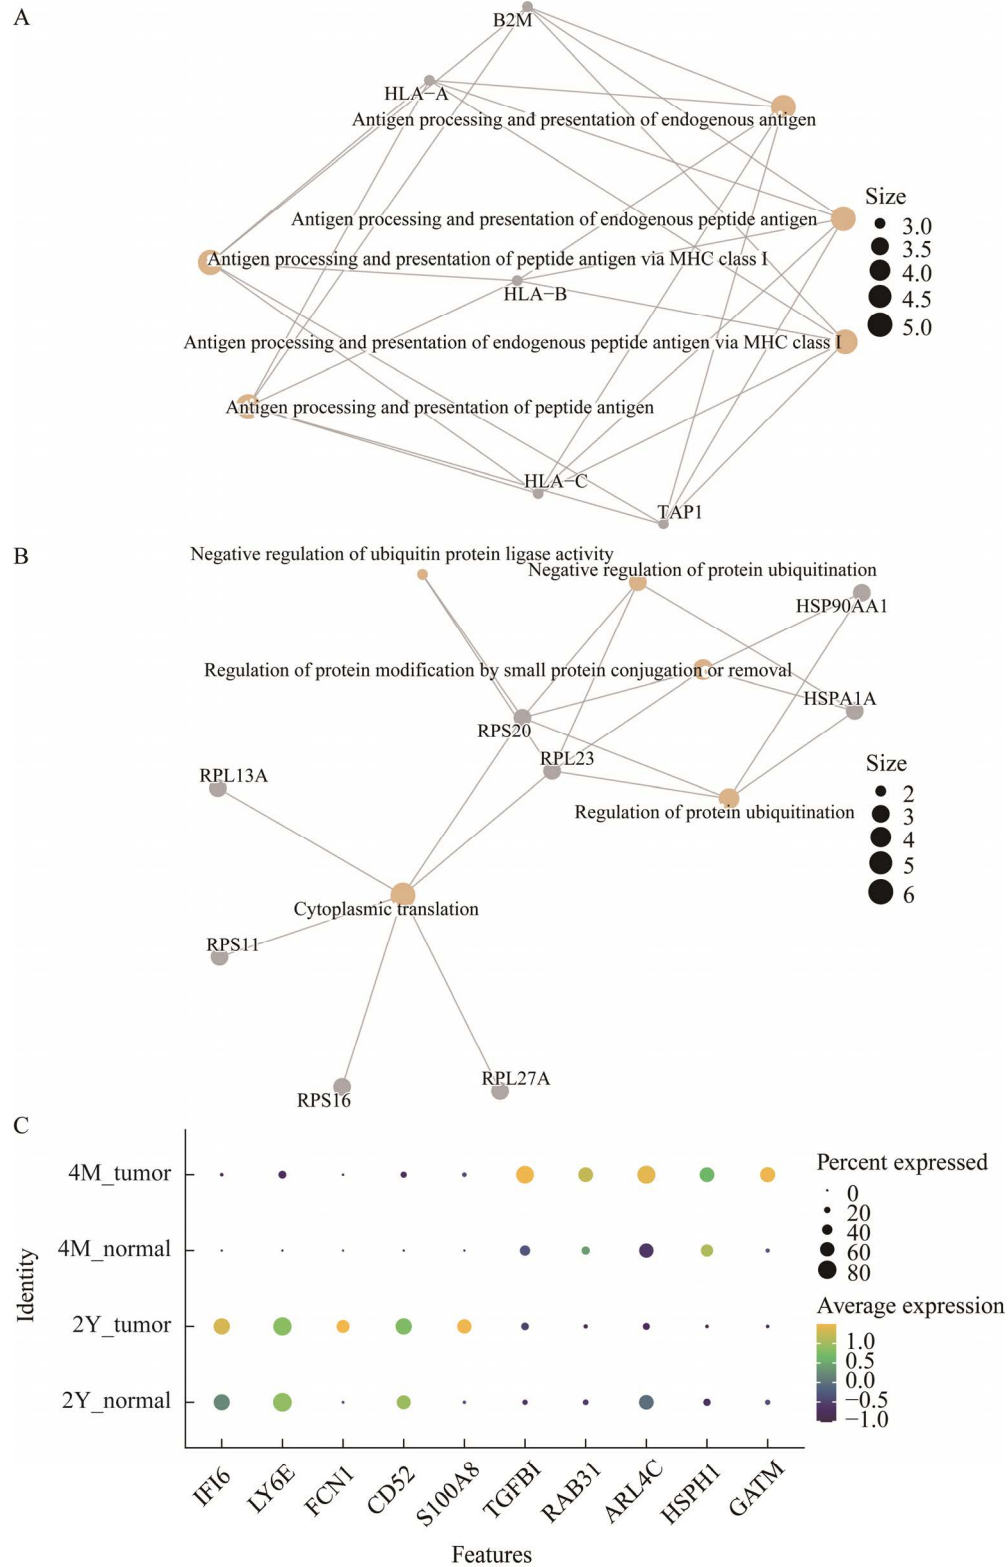 A
B2M
HLA−A
Antigen processing and presentation of endogenous antigen
Antigen processing and presentation of endogenous peptide antigen
Antigen processing and presentation of peptide antigen via MHC class I
HLA−B
Antigen processing and presentation of endogenous peptide antigen via MHC class I
Antigen processing and presentation of peptide antigen
HLA−C
TAP1
Size
3.0
3.5
4.0
4.5
5.0
B
Negative regulation of ubiquitin protein ligase activity
Negative regulation of protein ubiquitination
HSP90AA1
Regulation of protein modification by small protein conjugation or removal
HSPA1A
RPS20
RPL23
RPL13A
Regulation of protein ubiquitination
Cytoplasmic translation
RPS11
RPS16
RPL27A
Size
2
3
4
5
6
C
Identity
4M_tumor
4M_normal
2Y_tumor
2Y_normal
IFI6
LY6E
FCN1
CD52
S100A8
TGFBI
RAB31
ARL4C
HSPH1
GATM
Features
Percent expressed
0
20
40
60
80
Average expression
1.0
0.5
0.0
−0.5
−1.0